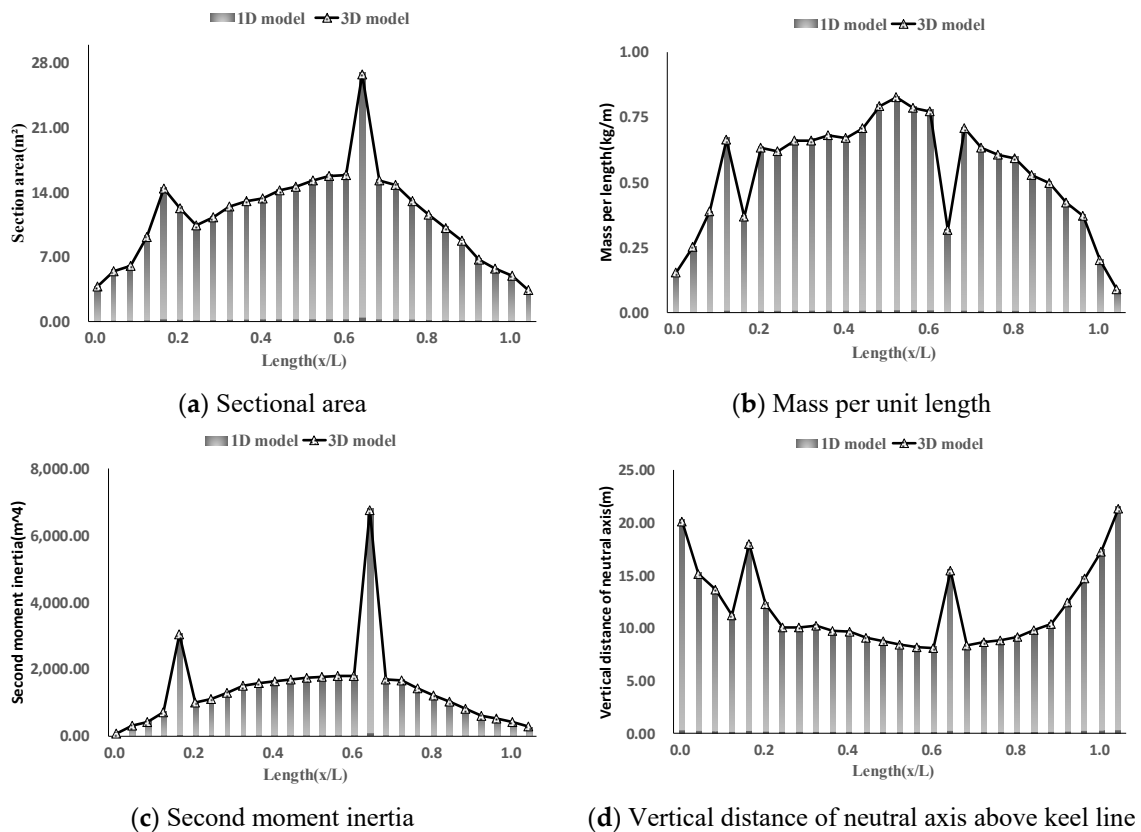 1D model 3D model
28.00
21.00
14.00
7.00
0.00
Section area(m²)
0.0 0.2 0.4 0.6 0.8 1.0
Length(x/L)
(a) Sectional area
1D model 3D model
1.00
0.75
0.50
0.25
0.00
Mass per length(kg/m)
0.0 0.2 0.4 0.6 0.8 1.0
Length(x/L)
(b) Mass per unit length
1D model 3D model
8,000.00
6,000.00
4,000.00
2,000.00
0.00
Second moment inertia(m^4)
0.0 0.2 0.4 0.6 0.8 1.0
Length(x/L)
(c) Second moment inertia
1D model 3D model
25.00
20.00
15.00
10.00
5.00
0.00
Vertical distance of neutral axis(m)
0.0 0.2 0.4 0.6 0.8 1.0
Length(x/L)
(d) Vertical distance of neutral axis above keel line